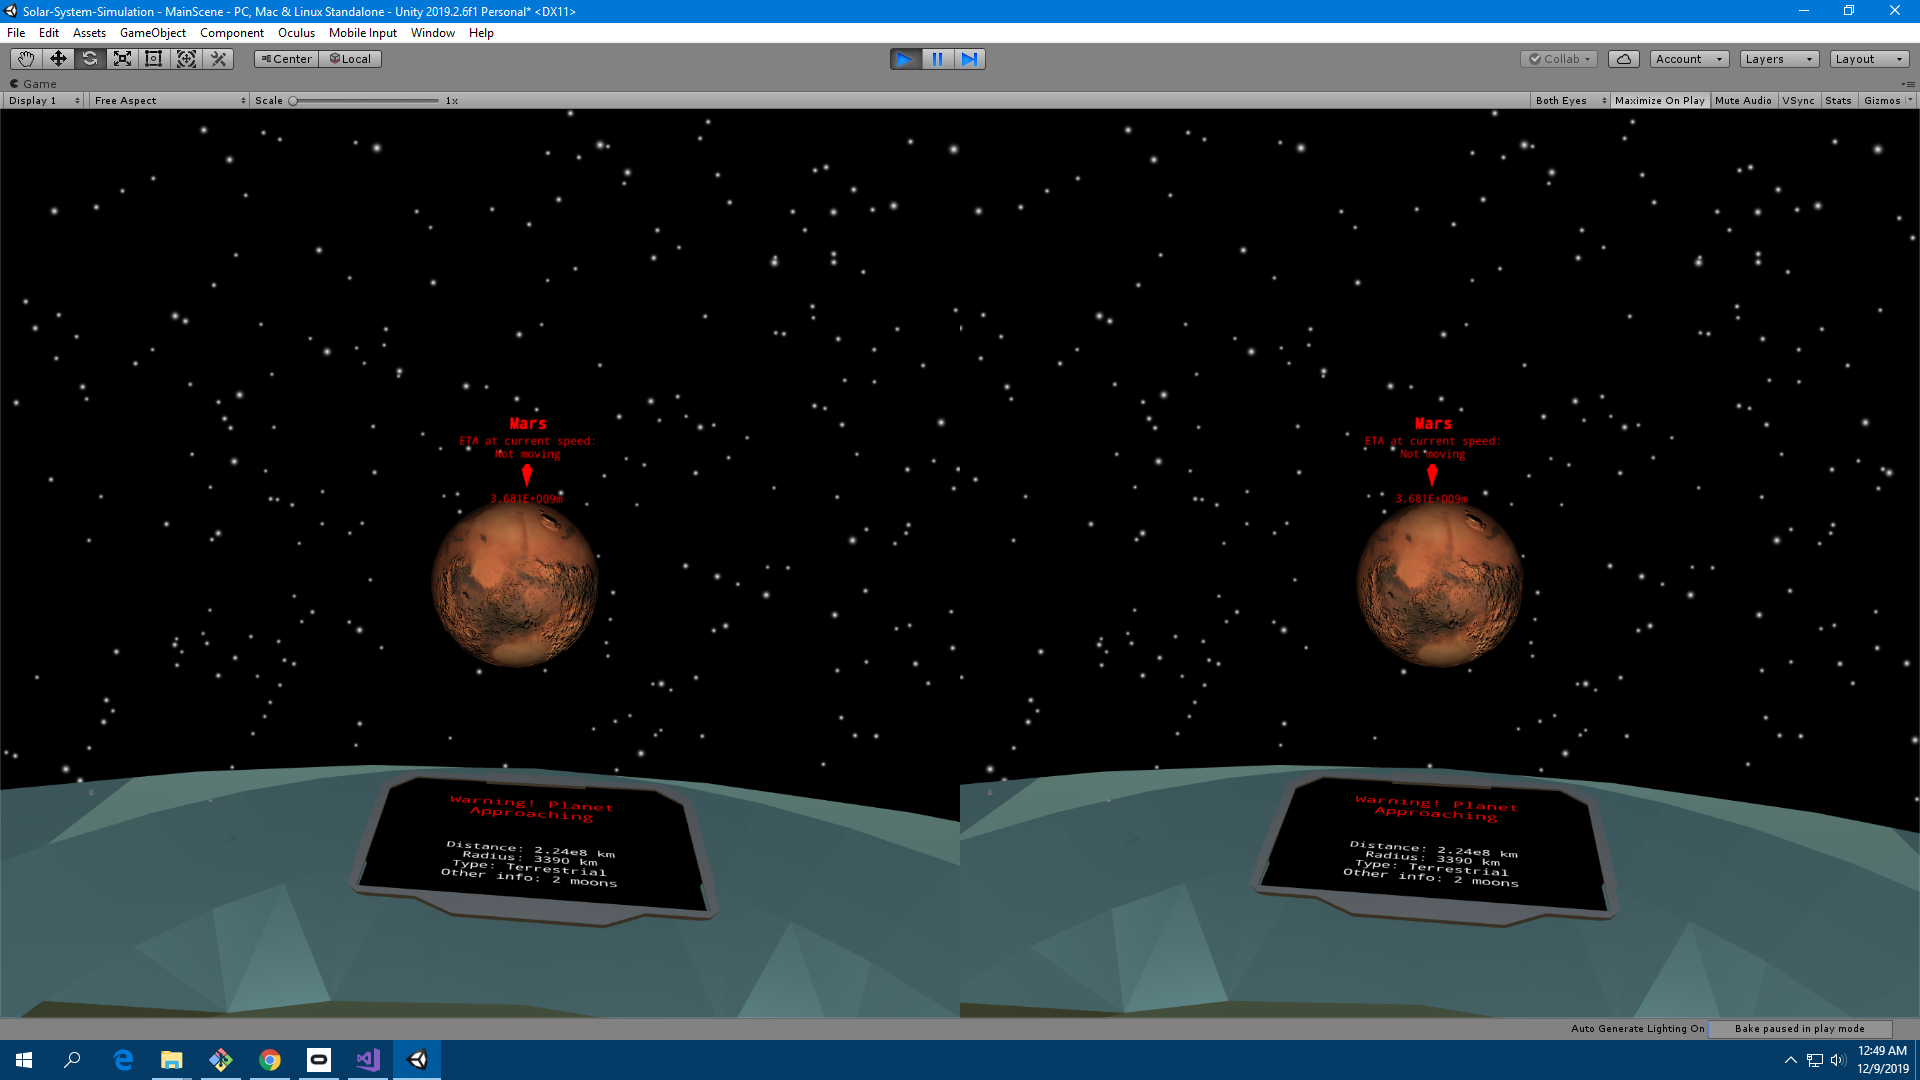 Solar-System-Simulation - MainScene - PC, Mac & Linux Standalone - Unity 2019.2.6f1 Personal* <DX11>
File Edit Assets GameObject Component Oculus Mobile Input Window Help
Center Local Collab Account Layers Layout
Game
Display 1 Free Aspect Scale 1x Both Eyes Maximize On Play Mute Audio VSync Stats Gizmos
Mars
ETA at current speed:
Not moving
3.681E+009m
Warning! Planet
Approaching
Distance: 2.24e8 km
Radius: 3390 km
Type: Terrestrial
Other info: 2 moons
Mars
ETA at current speed:
Not moving
3.681E+009m
Warning! Planet
Approaching
Distance: 2.24e8 km
Radius: 3390 km
Type: Terrestrial
Other info: 2 moons
Auto Generate Lighting On Bake paused in play mode
12:49 AM
12/9/2019